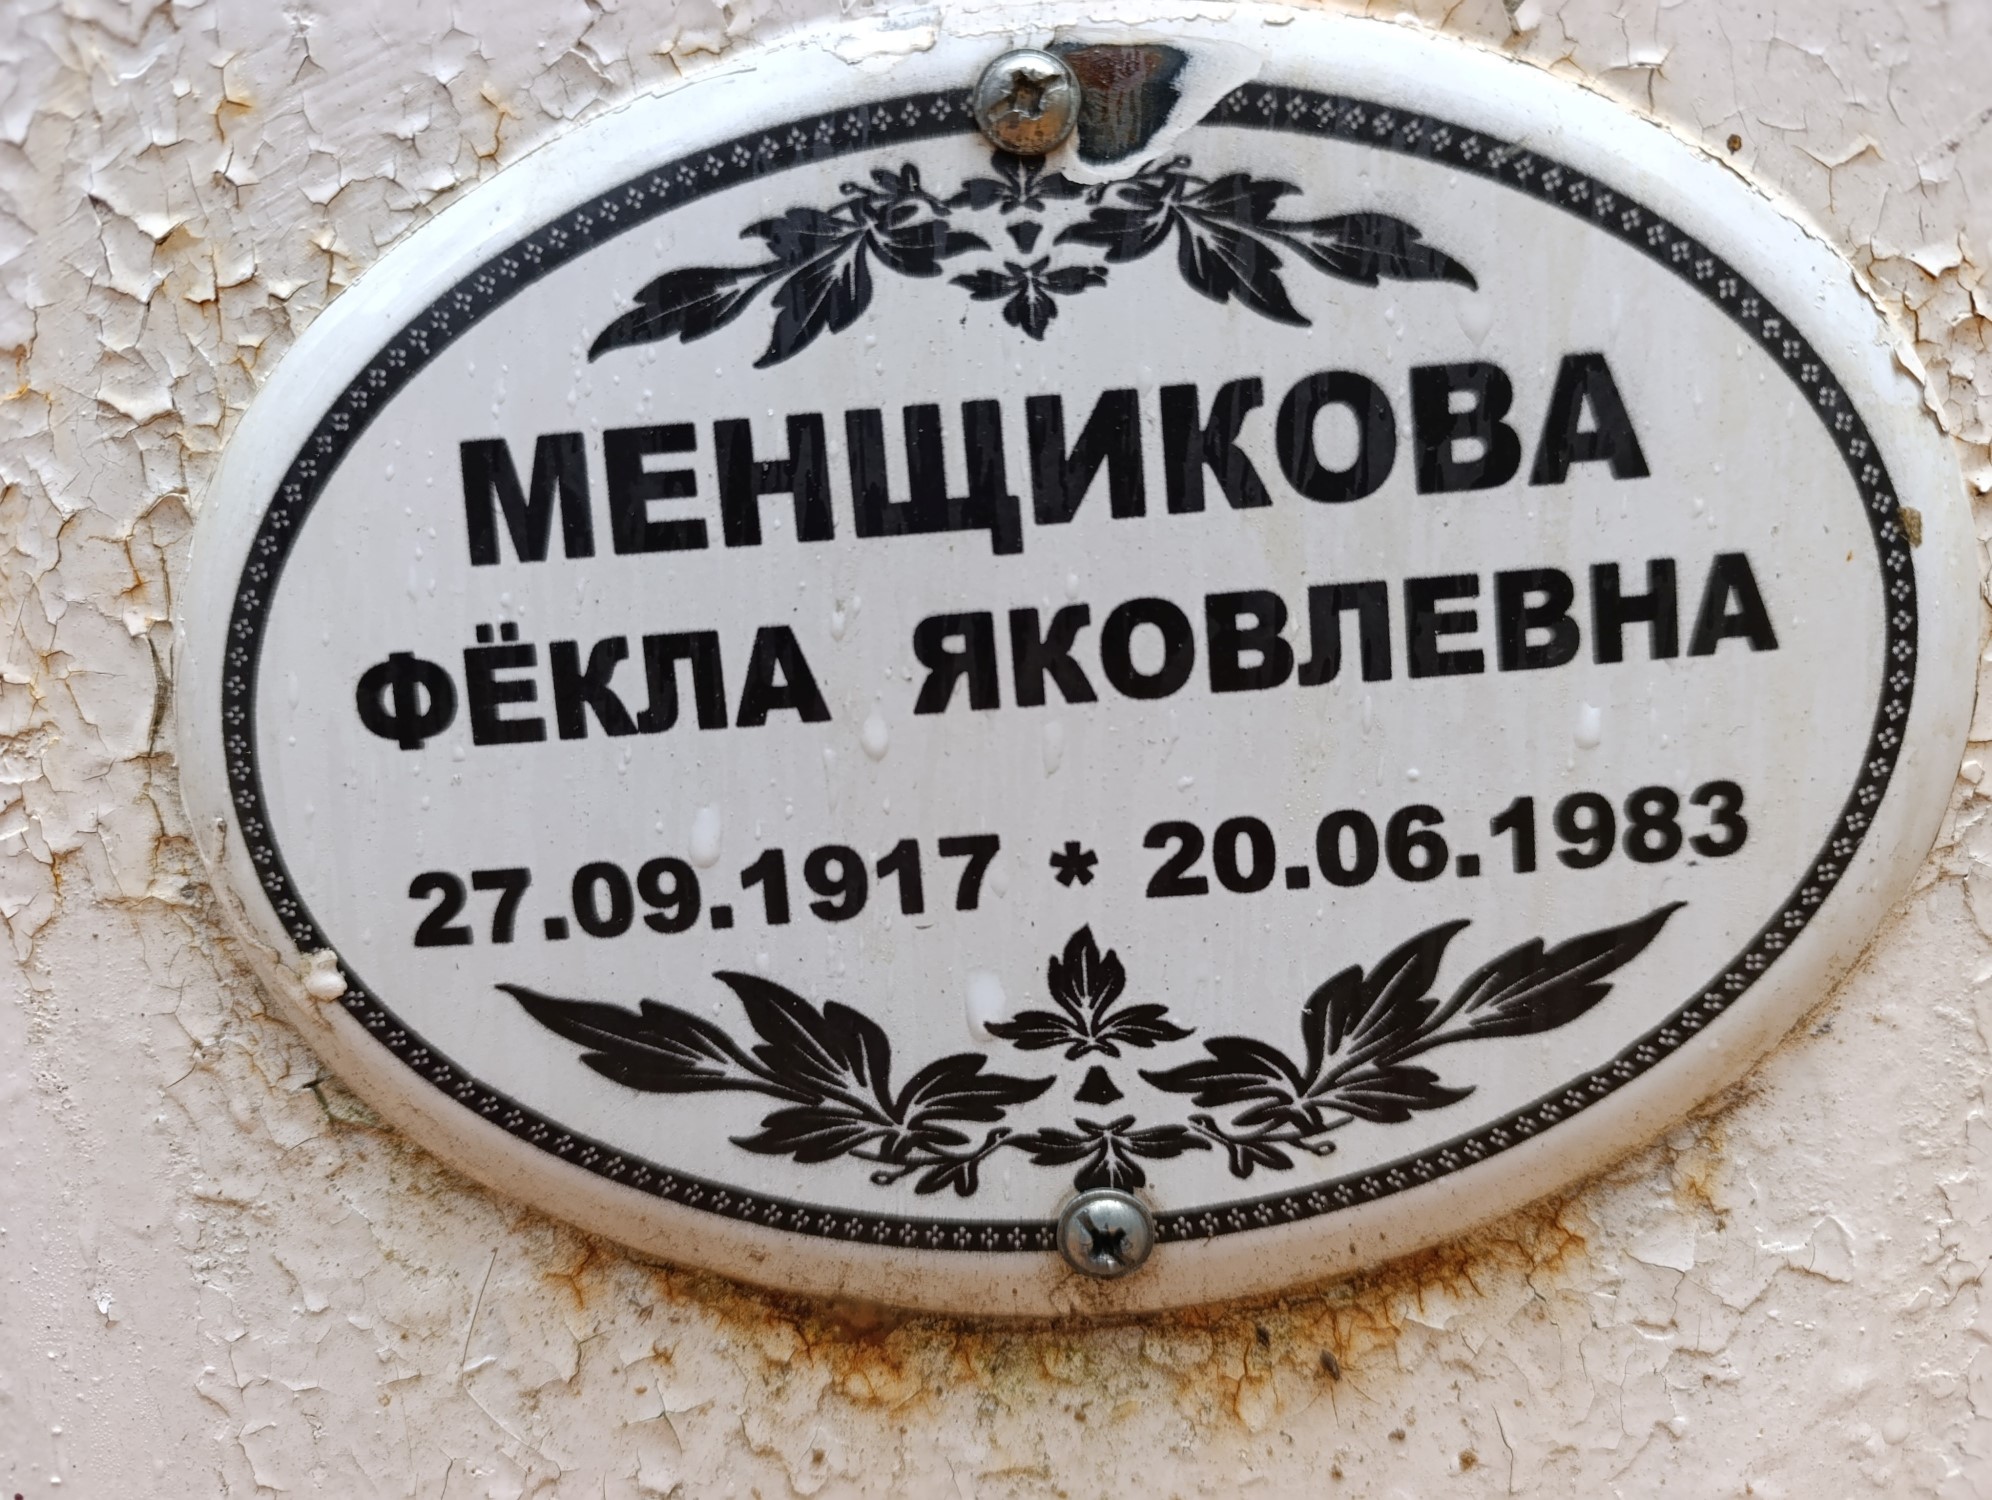 МЕНЩИКОВА
ФЁКЛА ЯКОВЛЕВНА
27.09.1917 * 20.06.1983